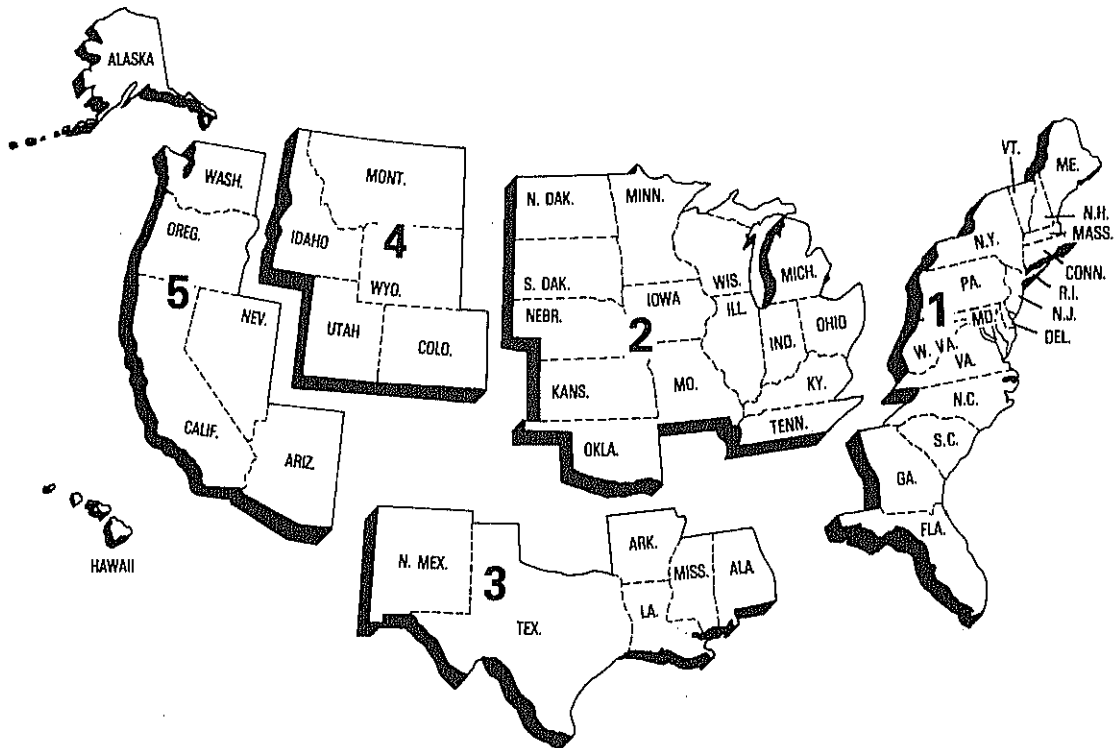 ALASKA
WASH.
OREG.
5
NEV.
CALIF.
ARIZ.
HAWAII
MONT.
IDAHO
4
WYO.
UTAH
COLO.
N. DAK.
MINN.
S. DAK.
WIS.
MICH.
NEBR.
IOWA
2
ILL.
IND.
OHIO
KANS.
MO.
KY.
TENN.
OKLA.
N. MEX.
3
TEX.
ARK.
LA.
MISS.
ALA
VT.
ME.
N.H.
MASS.
N.Y.
CONN.
R.I.
PA.
N.J.
1
MD.
DEL.
W. VA.
VA.
N.C.
S.C.
GA.
FLA.